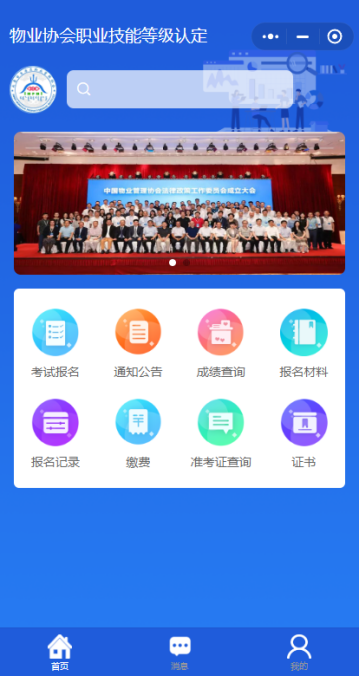 物业协会职业技能等级认定
中国物业管理协会法律政策工作委员会成立大会
考试报名
通知公告
成绩查询
报名材料
报名记录
缴费
准考证查询
证书
首页
消息
我的